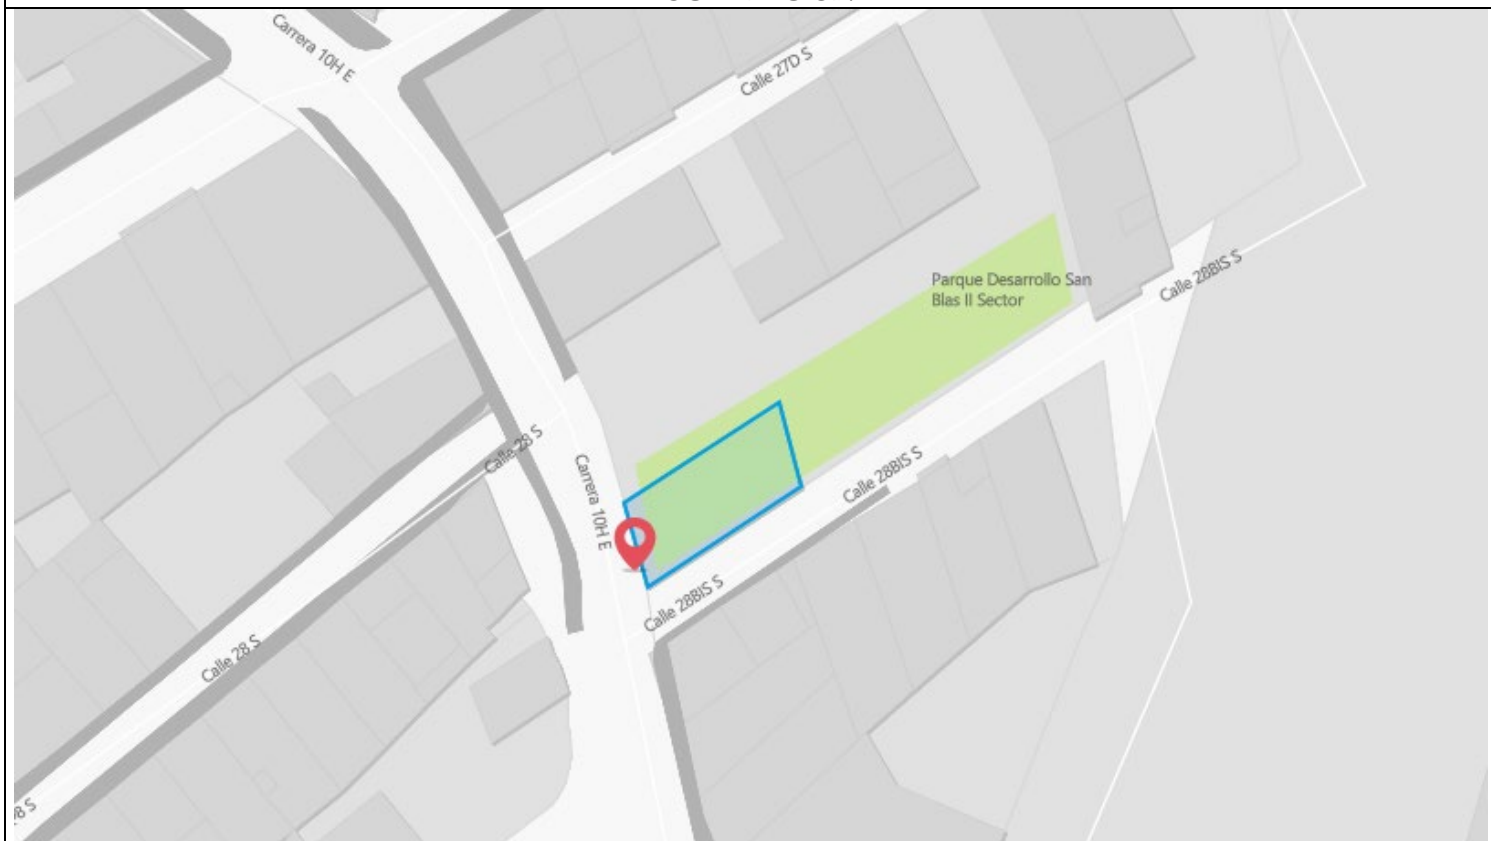 Carrera 10H E
Calle 27D S
Parque Desarrollo San
Blas II Sector
Calle 28BIS S
Calle 28 S
Carrera 10H E
Calle 28BIS S
Calle 28BIS S
Calle 28 S
8 S